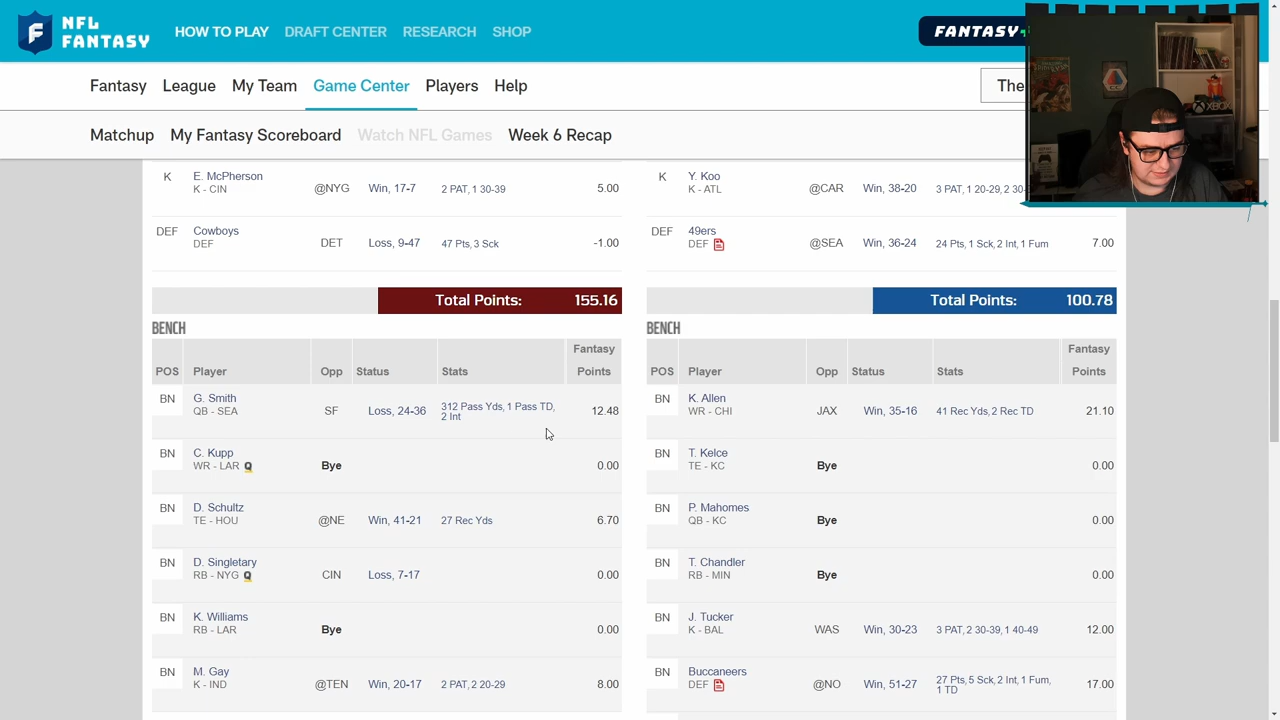 NFL
FANTASY
HOW TO PLAY DRAFT CENTER RESEARCH SHOP
FANTASY+
Fantasy League My Team Game Center Players Help
The
Matchup My Fantasy Scoreboard Watch NFL Games Week 6 Recap
K E. McPherson @NYG Win, 17-7 2 PAT, 1 30-39 5.00
K - CIN
K Y. Koo @CAR Win, 38-20 3 PAT, 1 20-29, 2 30-
K - ATL
DEF Cowboys DET Loss, 9-47 47 Pts, 3 Sck -1.00
DEF
DEF 49ers @SEA Win, 36-24 24 Pts, 1 Sck, 2 Int, 1 Fum 7.00
DEF
Total Points: 155.16
Total Points: 100.78
BENCH
POS Player Opp Status Stats Fantasy Points
BN G. Smith SF Loss, 24-36 312 Pass Yds, 1 Pass TD, 12.48
QB - SEA 2 Int
BN C. Kupp Bye 0.00
WR - LAR Q
BN D. Schultz @NE Win, 41-21 27 Rec Yds 6.70
TE - HOU
BN D. Singletary CIN Loss, 7-17 0.00
RB - NYG Q
BN K. Williams Bye 0.00
RB - LAR
BN M. Gay @TEN Win, 20-17 2 PAT, 2 20-29 8.00
K - IND
BENCH
POS Player Opp Status Stats Fantasy Points
BN K. Allen JAX Win, 35-16 41 Rec Yds, 2 Rec TD 21.10
WR - CHI
BN T. Kelce Bye 0.00
TE - KC
BN P. Mahomes Bye 0.00
QB - KC
BN T. Chandler Bye 0.00
RB - MIN
BN J. Tucker WAS Win, 30-23 3 PAT, 2 30-39, 1 40-49 12.00
K - BAL
BN Buccaneers @NO Win, 51-27 27 Pts, 5 Sck, 2 Int, 1 Fum, 17.00
DEF 1 TD
XBOX